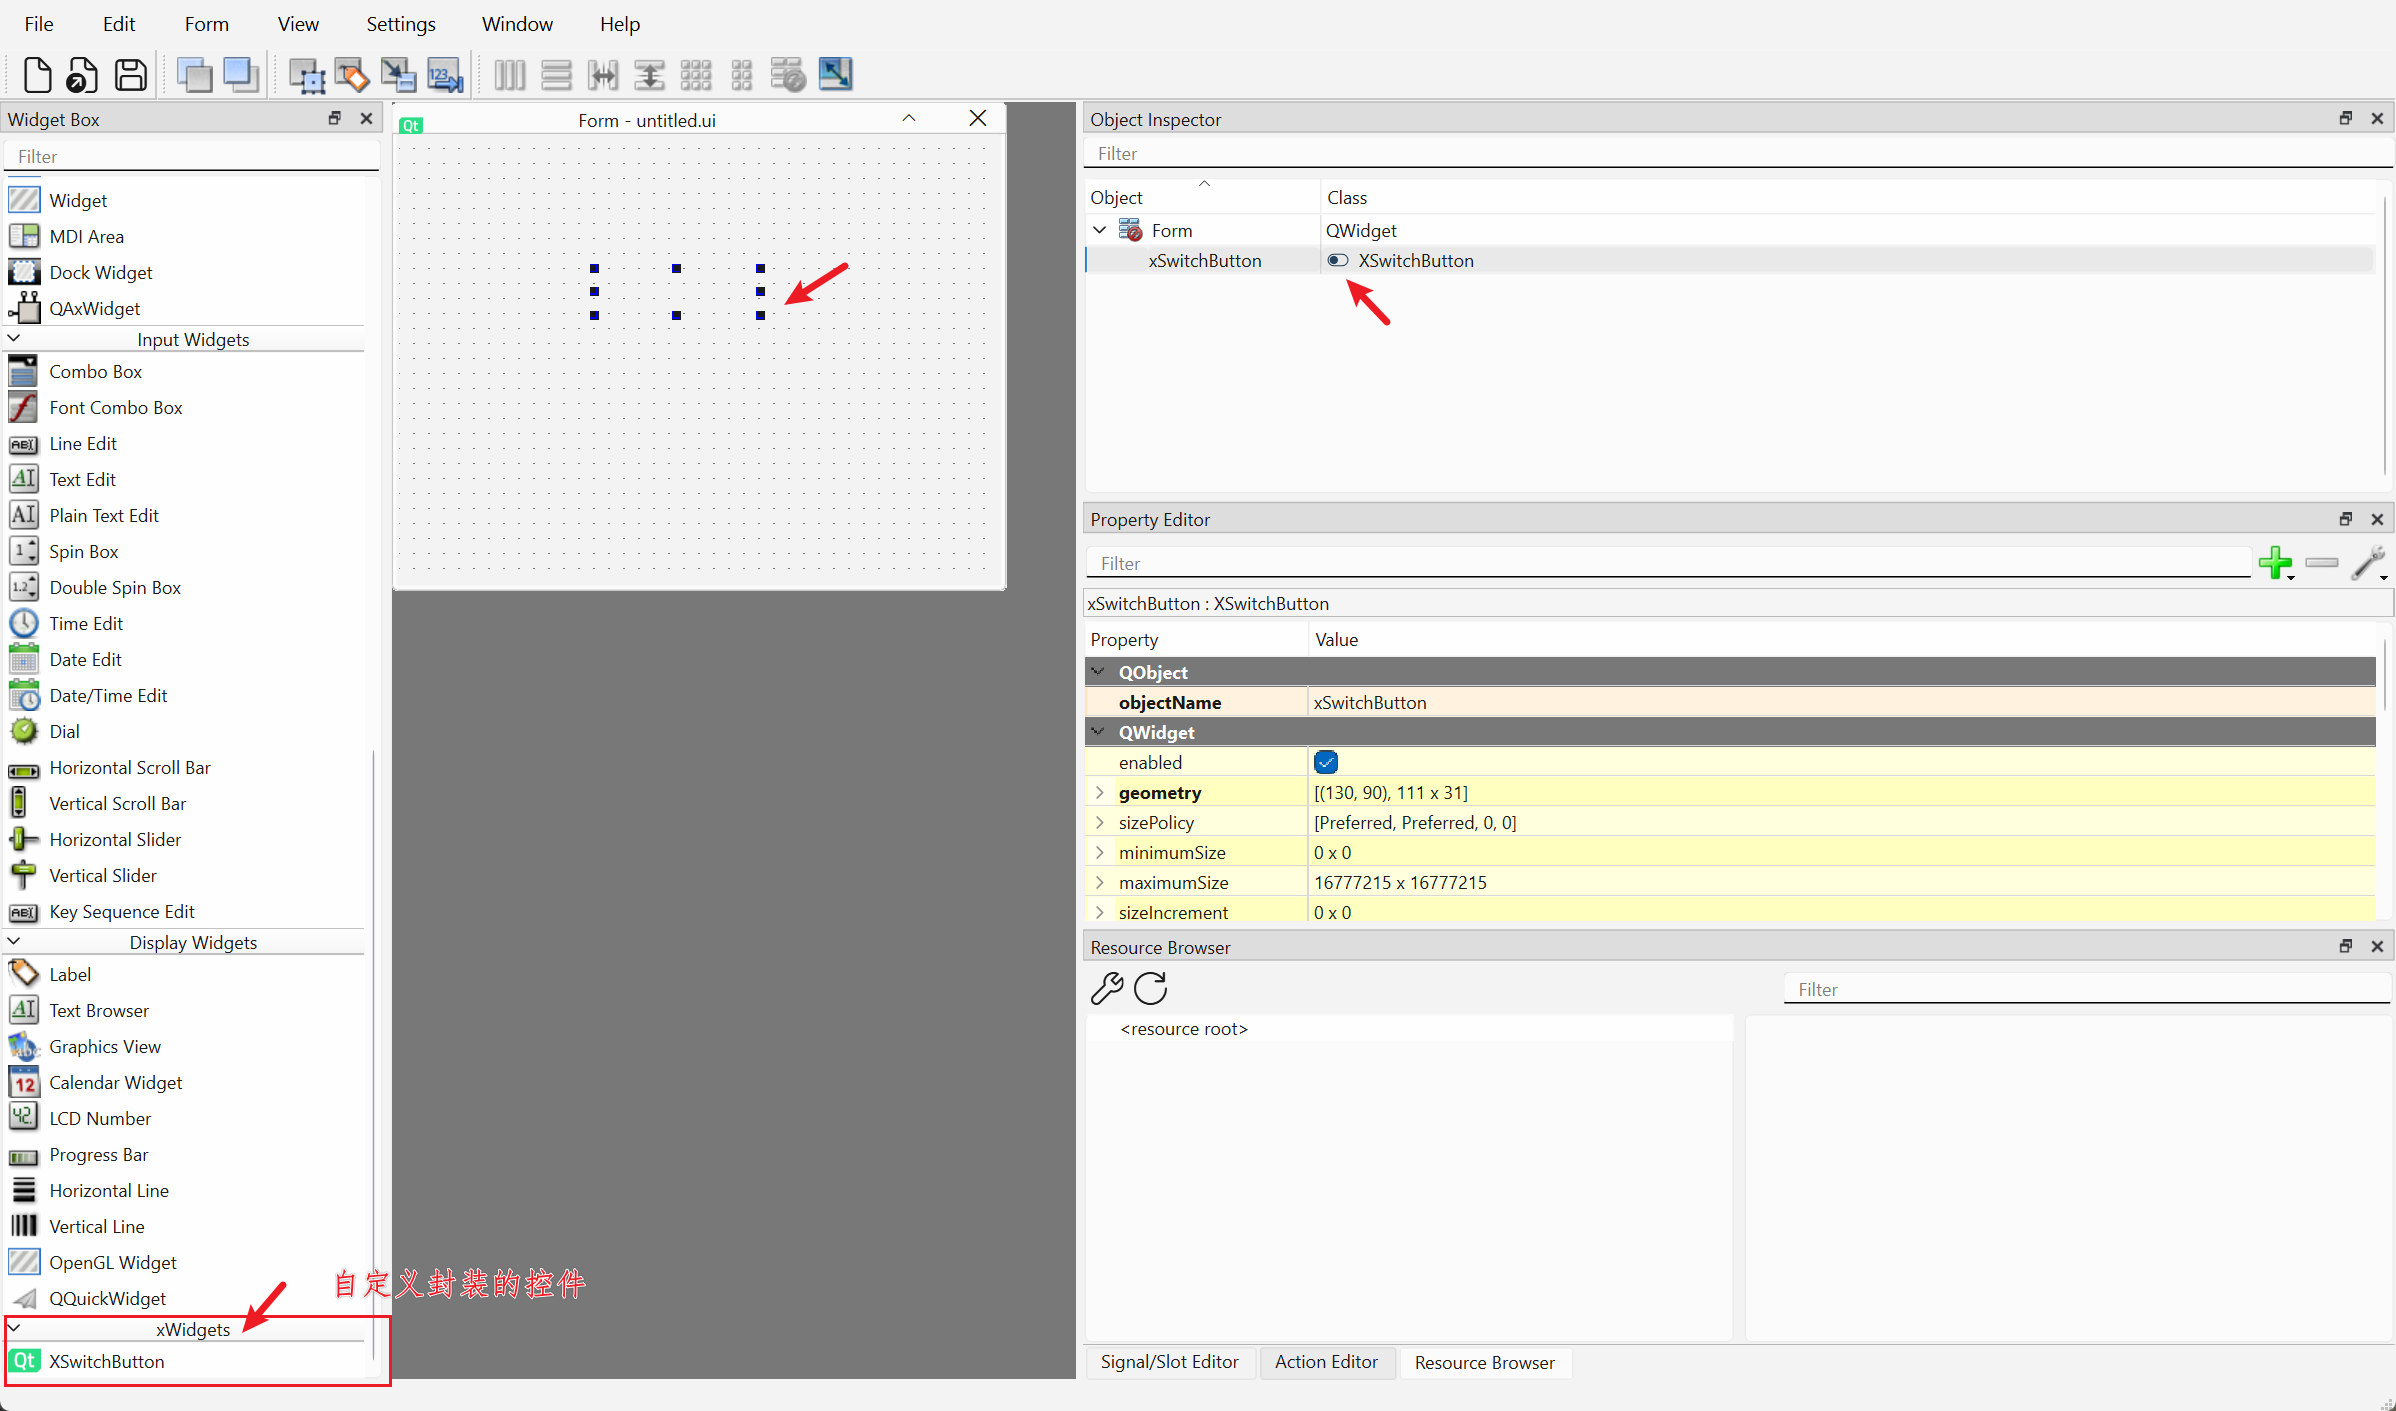 File Edit Form View Settings Window Help
Widget Box
Filter
Widget
MDI Area
Dock Widget
QAxWidget
Input Widgets
Combo Box
Font Combo Box
Line Edit
Text Edit
Plain Text Edit
Spin Box
Double Spin Box
Time Edit
Date Edit
Date/Time Edit
Dial
Horizontal Scroll Bar
Vertical Scroll Bar
Horizontal Slider
Vertical Slider
Key Sequence Edit
Display Widgets
Label
Text Browser
Graphics View
Calendar Widget
LCD Number
Progress Bar
Horizontal Line
Vertical Line
OpenGL Widget
QQuickWidget
xWidgets
Qt XSwitchButton
自定义封装的控件
Qt Form - untitled.ui
Object Inspector
Filter
Object Class
Form QWidget
xSwitchButton XSwitchButton
Property Editor
Filter
xSwitchButton : XSwitchButton
Property Value
QObject
objectName xSwitchButton
QWidget
enabled
geometry [(130, 90), 111 x 31]
sizePolicy [Preferred, Preferred, 0, 0]
minimumSize 0 x 0
maximumSize 16777215 x 16777215
sizeIncrement 0 x 0
Resource Browser
Filter
<resource root>
Signal/Slot Editor Action Editor Resource Browser